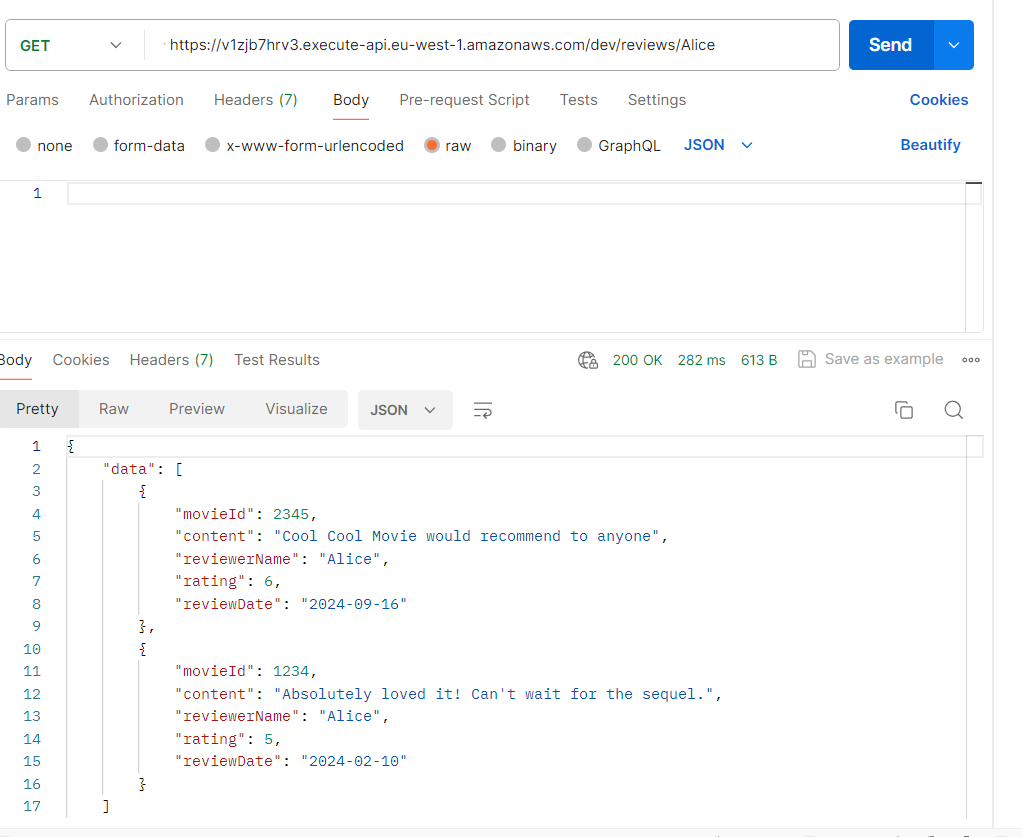 GET https://v1zjb7hrv3.execute-api.eu-west-1.amazonaws.com/dev/reviews/Alice Send
Params Authorization Headers (7) Body Pre-request Script Tests Settings Cookies
none form-data x-www-form-urlencoded raw binary GraphQL JSON Beautify
1
Body Cookies Headers (7) Test Results 200 OK 282 ms 613 B Save as example
Pretty Raw Preview Visualize JSON
1 {
2 "data": [
3 {
4 "movieId": 2345,
5 "content": "Cool Cool Movie would recommend to anyone",
6 "reviewerName": "Alice",
7 "rating": 6,
8 "reviewDate": "2024-09-16"
9 },
10 {
11 "movieId": 1234,
12 "content": "Absolutely loved it! Can't wait for the sequel.",
13 "reviewerName": "Alice",
14 "rating": 5,
15 "reviewDate": "2024-02-10"
16 }
17 ]